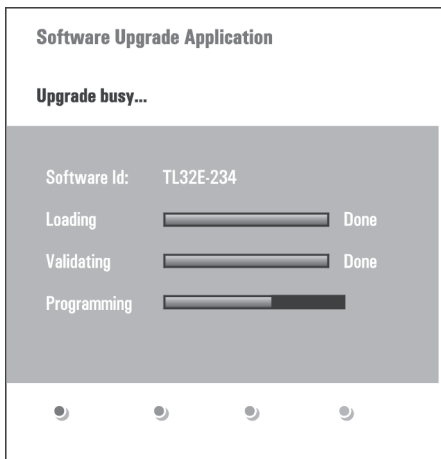 Software Upgrade Application
Upgrade busy...
Software Id: TL32E-234
Loading Done
Validating Done
Programming